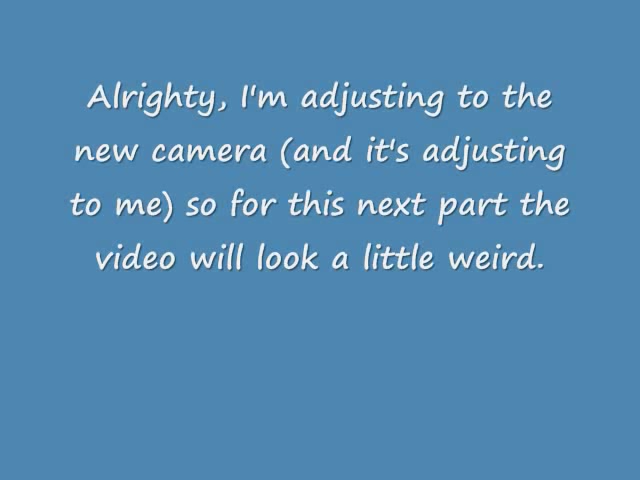 Alrighty, I'm adjusting to the
new camera (and it's adjusting
to me) so for this next part the
video will look a little weird.